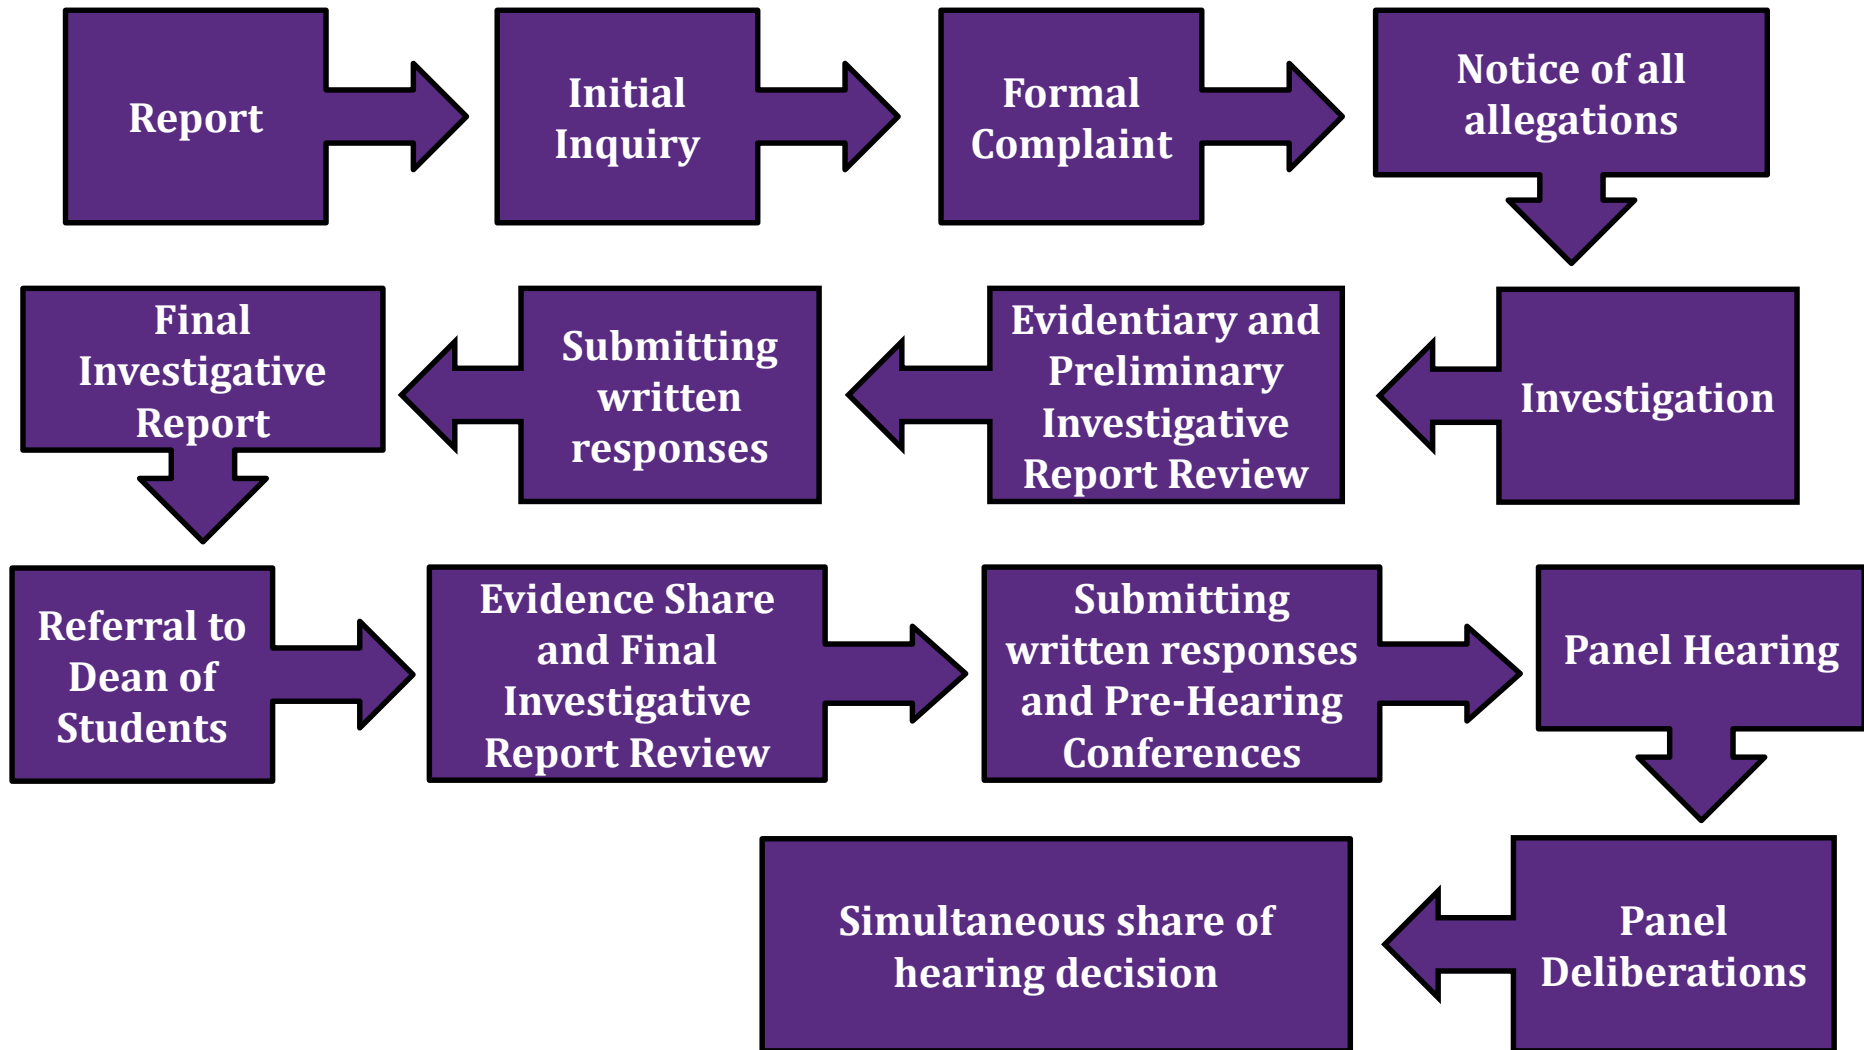 Report
Initial
Inquiry
Formal
Complaint
Notice of all
allegations
Investigation
Evidentiary and
Preliminary
Investigative
Report Review
Submitting
written
responses
Final
Investigative
Report
Referral to
Dean of
Students
Evidence Share
and Final
Investigative
Report Review
Submitting
written responses
and Pre-Hearing
Conferences
Panel Hearing
Panel
Deliberations
Simultaneous share of
hearing decision